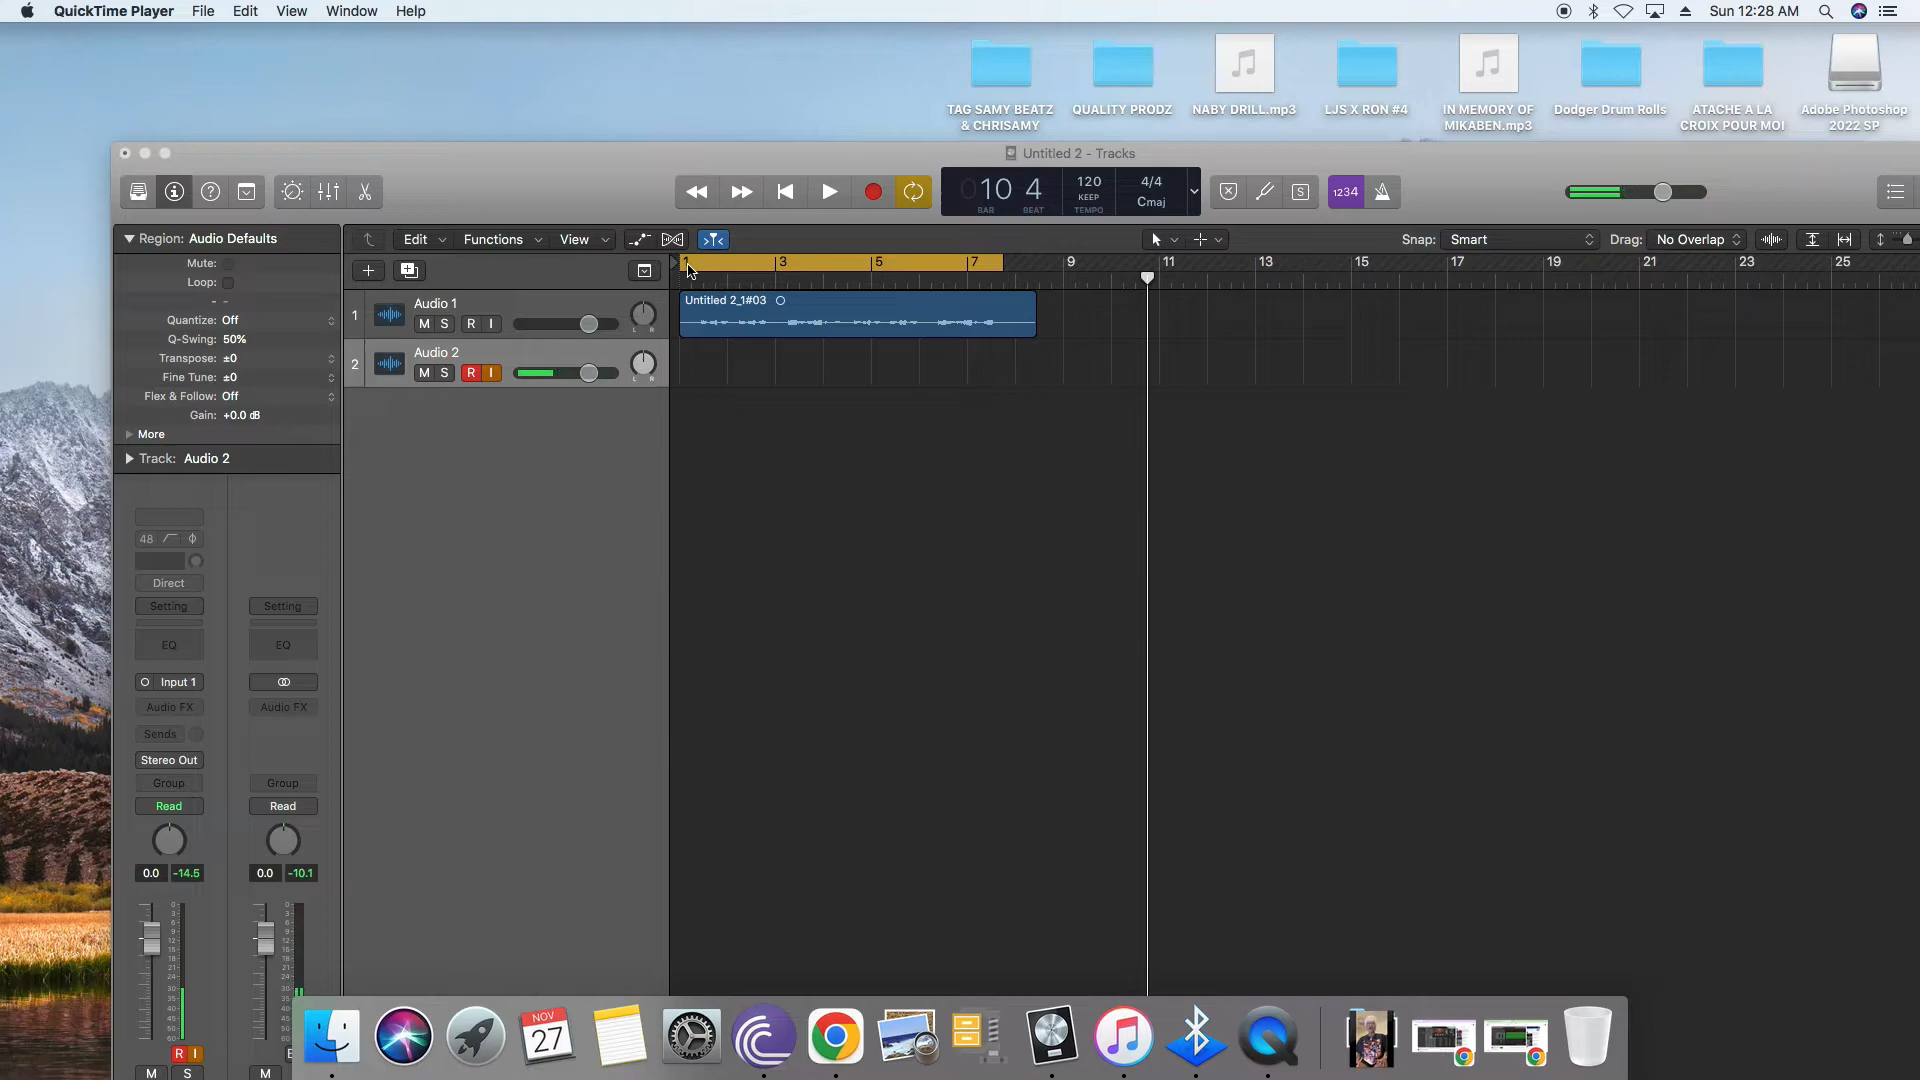 QuickTime Player File Edit View Window Help Sun 12:28 AM
TAG SAMY BEATZ
& CHRISAMY
QUALITY PRODZ
NABY DRILL.mp3
LJS X RON #4
IN MEMORY OF
MIKABEN.mp3
Dodger Drum Rolls
ATACHE A LA
CROIX POUR MOI
Adobe Photoshop
2022 SP
Untitled 2 - Tracks
10 4 120 4/4
KEEP Cmaj
BAR BEAT TEMPO
S 1234
Region: Audio Defaults
Edit Functions View Snap: Smart Drag: No Overlap
Mute:
Loop:
Quantize: Off
Q-Swing: 50%
Transpose: ±0
Fine Tune: ±0
Flex & Follow: Off
Gain: +0.0 dB
More
Track: Audio 2
1 3 5 7 9 11 13 15 17 19 21 23 25
1 Audio 1
M S R I L R
Untitled 2_1#03
2 Audio 2
M S R I L R
48
Direct
Setting Setting
EQ EQ
Input 1
Audio FX Audio FX
Sends
Stereo Out
Group Group
Read Read
0.0 -14.5 0.0 -10.1
R I
M S M
NOV
27